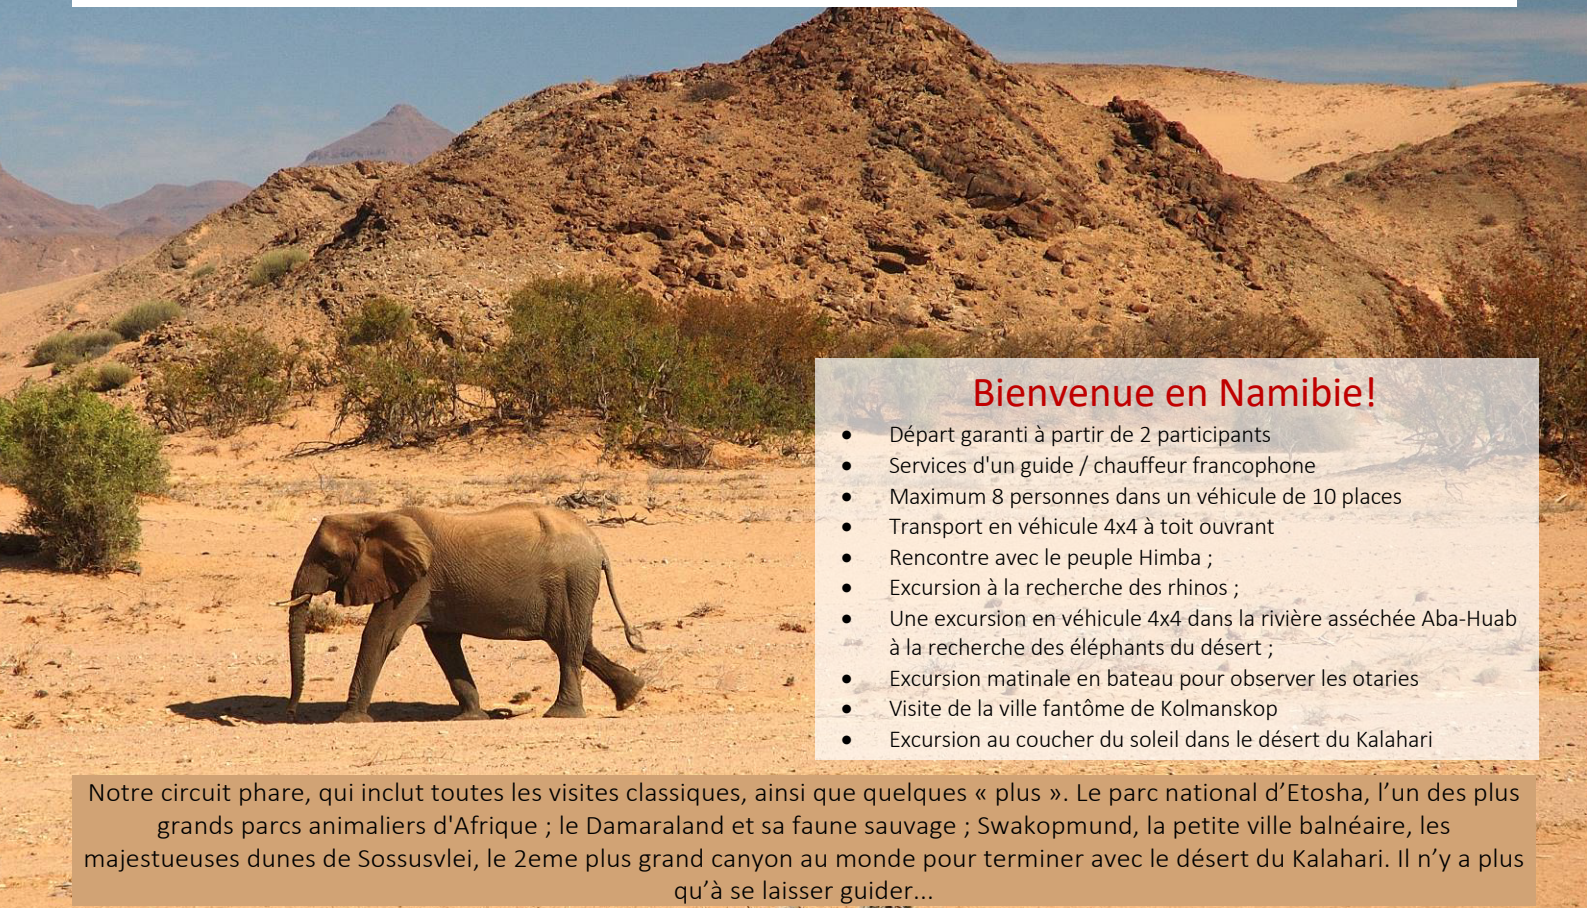 Bienvenue en Namibie!
• Départ garanti à partir de 2 participants
• Services d'un guide / chauffeur francophone
• Maximum 8 personnes dans un véhicule de 10 places
• Transport en véhicule 4x4 à toit ouvrant
• Rencontre avec le peuple Himba ;
• Excursion à la recherche des rhinos ;
• Une excursion en véhicule 4x4 dans la rivière asséchée Aba-Huab
à la recherche des éléphants du désert ;
• Excursion matinale en bateau pour observer les otaries
• Visite de la ville fantôme de Kolmanskop
• Excursion au coucher du soleil dans le désert du Kalahari
Notre circuit phare, qui inclut toutes les visites classiques, ainsi que quelques « plus ». Le parc national d’Etosha, l’un des plus
grands parcs animaliers d'Afrique ; le Damaraland et sa faune sauvage ; Swakopmund, la petite ville balnéaire, les
majestueuses dunes de Sossusvlei, le 2eme plus grand canyon au monde pour terminer avec le désert du Kalahari. Il n’y a plus
qu’à se laisser guider...